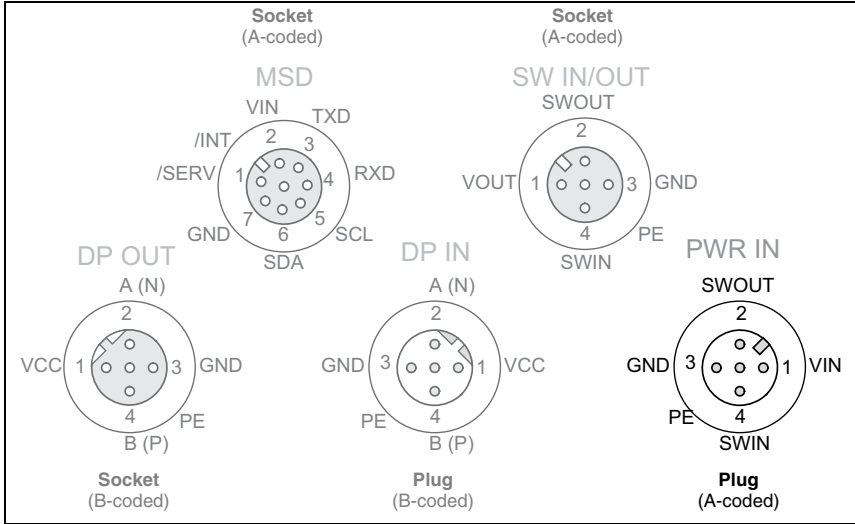 Socket
(A-coded)
MSD
VIN
TXD
/INT
2
3
/SERV
1
4
RXD
7
5
GND
6
SCL
SDA
Socket
(A-coded)
SW IN/OUT
SWOUT
2
VOUT
1
3
GND
4
PE
SWIN
DP OUT
A (N)
2
VCC
1
3
GND
4
PE
B (P)
Socket
(B-coded)
DP IN
A (N)
2
GND
3
1
VCC
PE
4
B (P)
Plug
(B-coded)
PWR IN
SWOUT
2
GND
3
1
VIN
PE
4
SWIN
Plug
(A-coded)